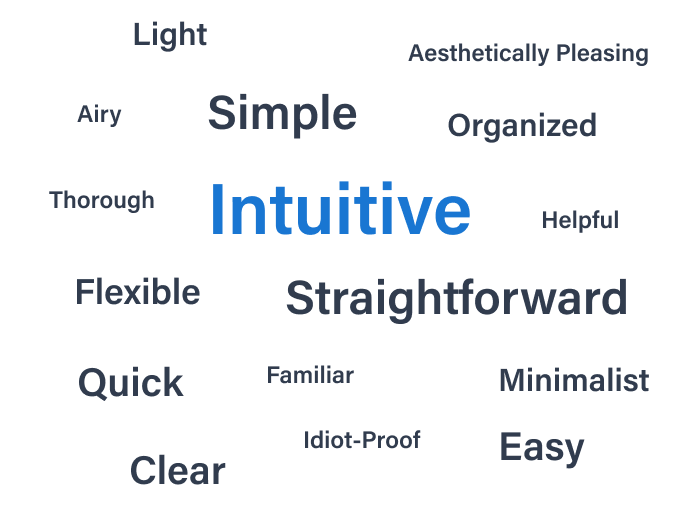 Light
Aesthetically Pleasing
Airy
Simple
Organized
Thorough
Intuitive
Helpful
Flexible
Straightforward
Quick
Familiar
Minimalist
Idiot-Proof
Easy
Clear